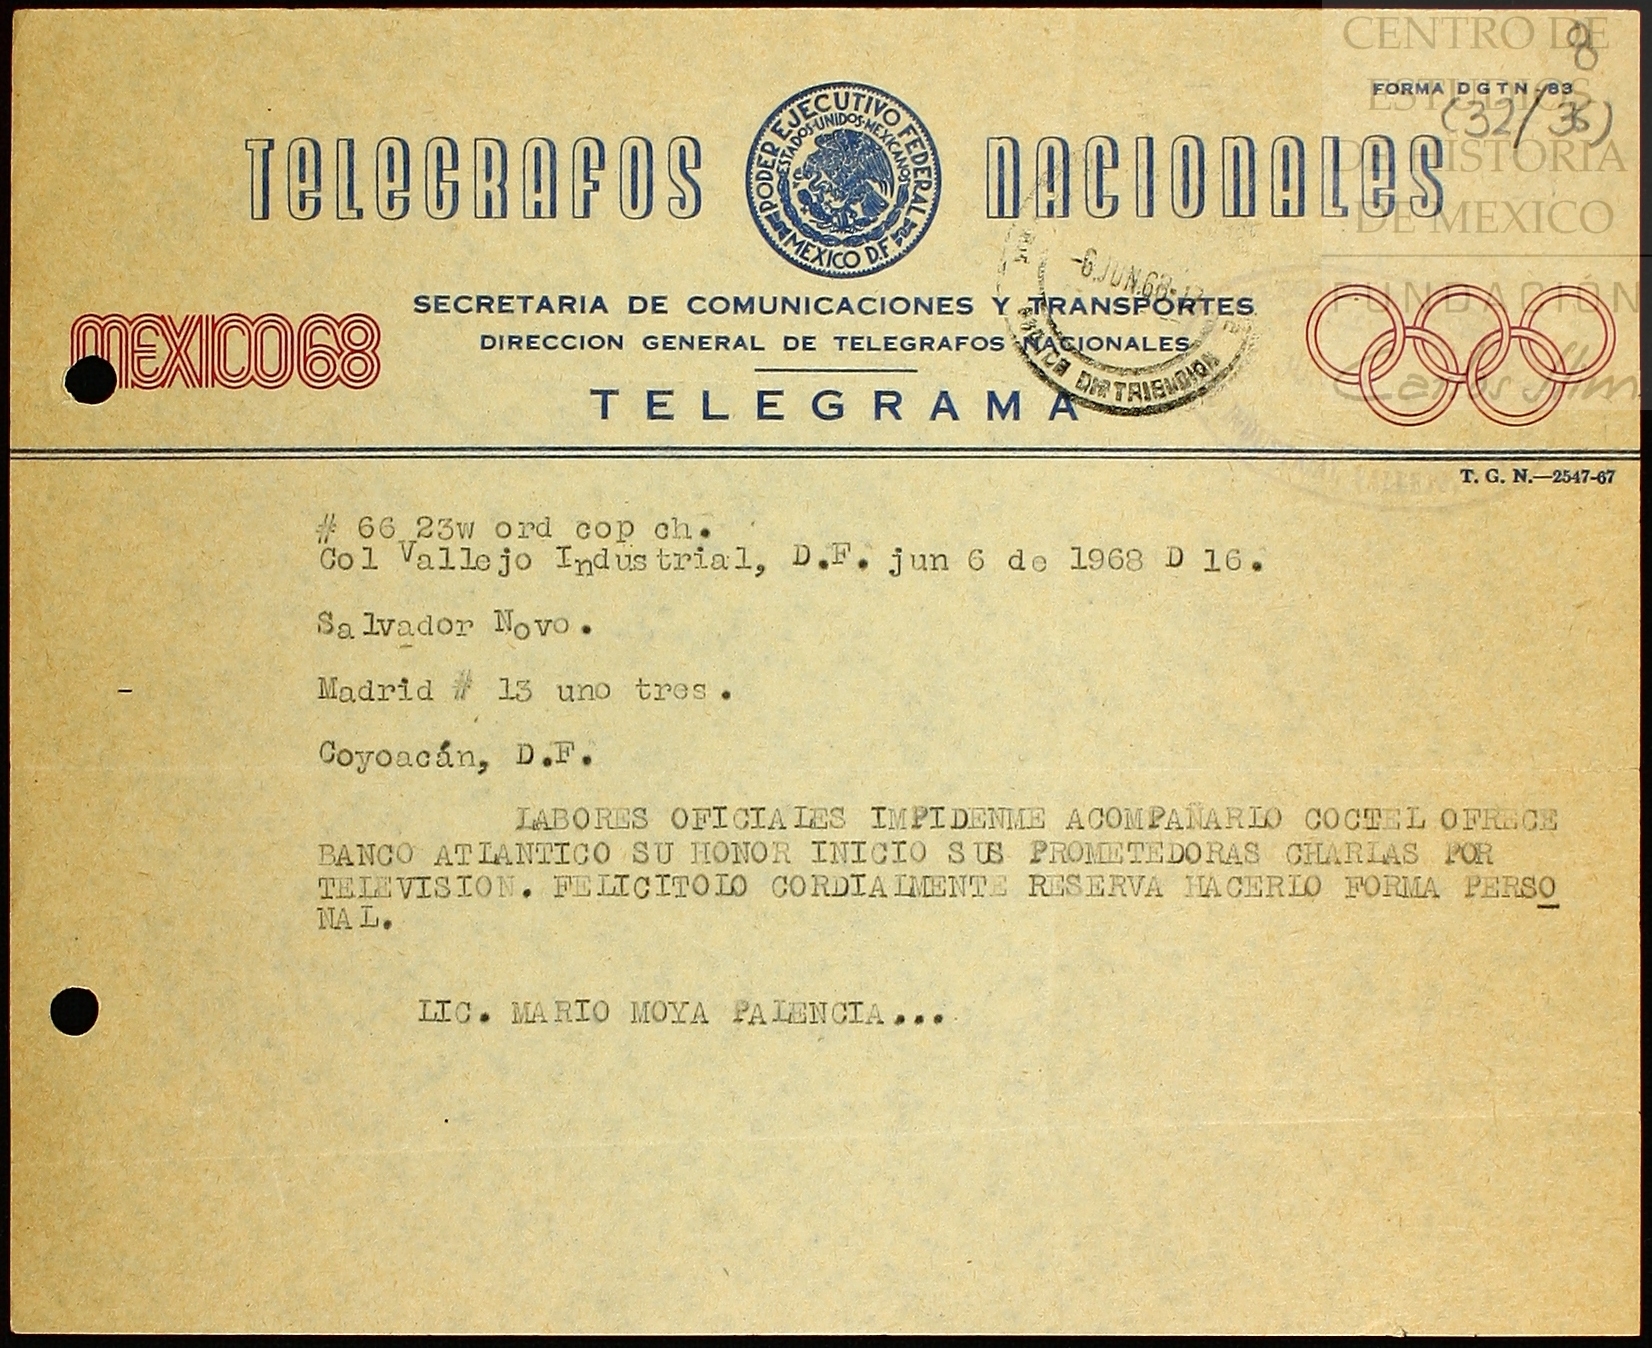 CENTRO DE
ESTUDIOS
DE HISTORIA
DE MEXICO
FUNDACIÓN
Carlos Slim
8
FORMA D G T N - 83
(32/36)
TELEGRAFOS NACIONALES
PODER EJECUTIVO FEDERAL
ESTADOS·UNIDOS·MEXICANOS
MEXICO D.F.
-6.JUN.68
MEXICO68
SECRETARIA DE COMUNICACIONES Y TRANSPORTES
DIRECCION GENERAL DE TELEGRAFOS NACIONALES
TELEGRAMA
T. G. N.—2547-67
# 66 23w ord cop ch.
Col Vallejo Industrial, D.F. jun 6 de 1968 D 16.
Salvador Novo.
Madrid # 13 uno tres.
Coyoacán, D.F.
LABORES OFICIALES IMPIDENME ACOMPAÑARLO COCTEL OFRECE
BANCO ATLANTICO SU HONOR INICIO SUS PROMETEDORAS CHARLAS POR
TELEVISION. FELICITOLO CORDIALMENTE RESERVA HACERLO FORMA PERSO
NAL.
LIC. MARIO MOYA PALENCIA...